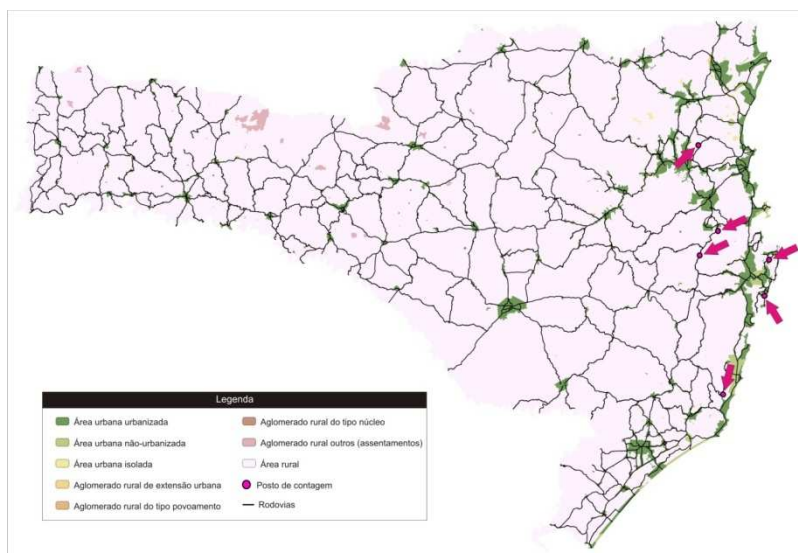 Legenda
Área urbana urbanizada
Área urbana não-urbanizada
Área urbana isolada
Aglomerado rural de extensão urbana
Aglomerado rural do tipo povoamento
Aglomerado rural do tipo núcleo
Aglomerado rural outros (assentamentos)
Área rural
Posto de contagem
Rodovias